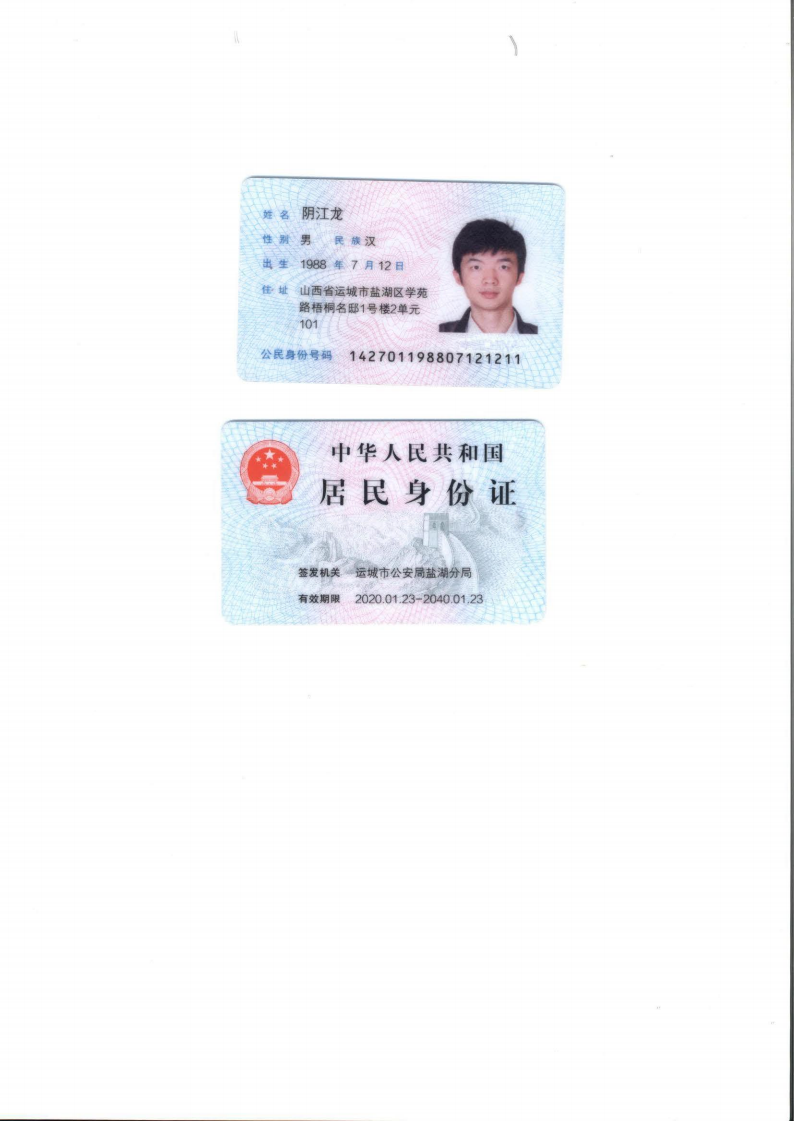 姓名 阴江龙
性别 男 民族 汉
出生 1988 年 7 月 12 日
住址 山西省运城市盐湖区学苑
路梧桐名邸1号楼2单元
101
公民身份号码 142701198807121211
中华人民共和国
居民身份证
签发机关 运城市公安局盐湖分局
有效期限 2020.01.23-2040.01.23